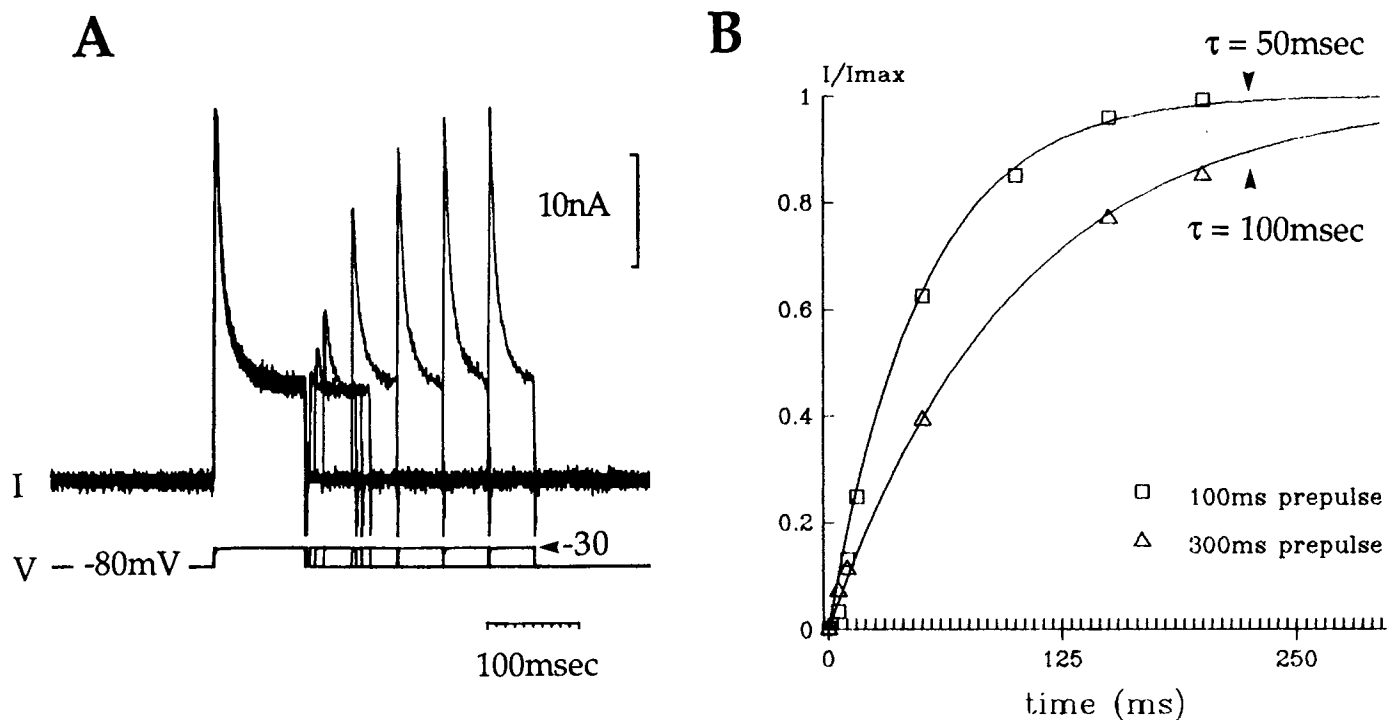 A
10nA
I
V
-80mV
-30
100msec
B
I/Imax
τ = 50msec
τ = 100msec
1
0.8
0.6
0.4
0.2
0
0
125
250
□ 100ms prepulse
△ 300ms prepulse
time (ms)